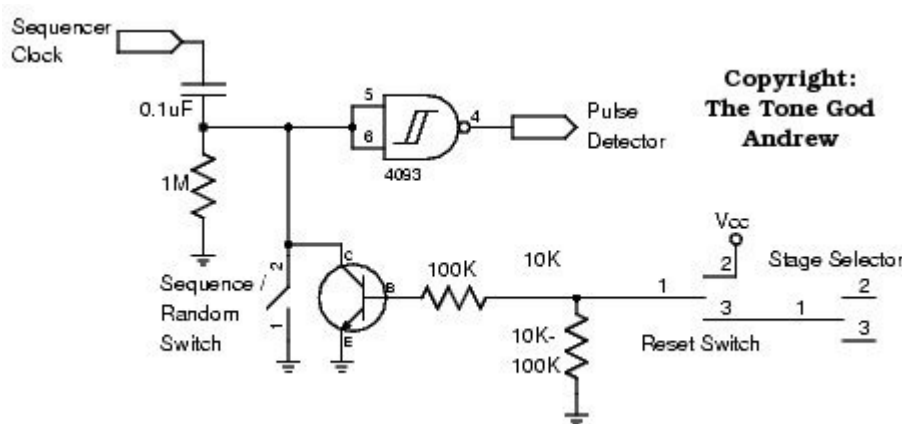 Sequencer
Clock
0.1uF
1M
5
6
4
4093
Pulse
Detector
Copyright:
The Tone God
Andrew
Vcc
2
Stage Selector
1
3
1
2
3
Reset Switch
100K
10K
10K-
100K
C
B
E
Sequence /
Random
Switch
2
1